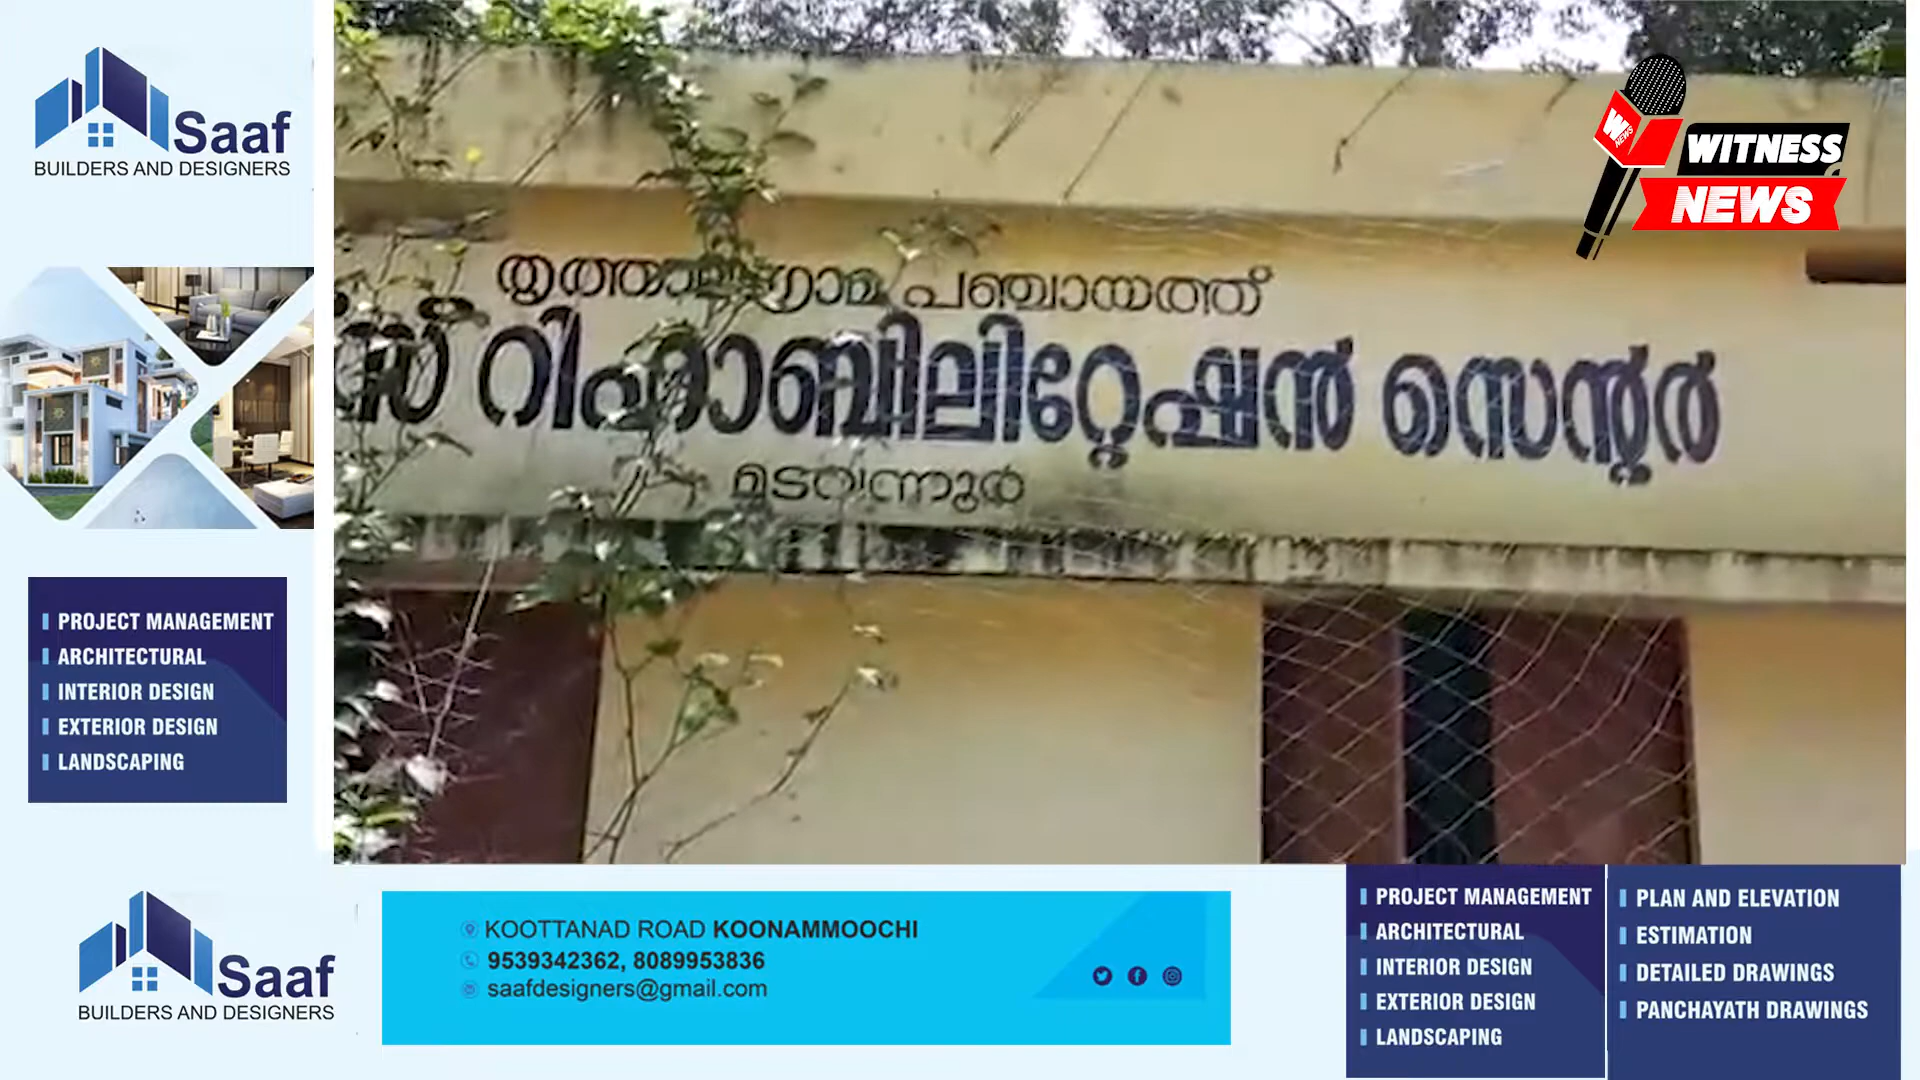 Saaf
BUILDERS AND DESIGNERS
PROJECT MANAGEMENT
ARCHITECTURAL
INTERIOR DESIGN
EXTERIOR DESIGN
LANDSCAPING
WITNESS
NEWS
തൃത്താല ഗ്രാമ പഞ്ചായത്ത്
റിഹാബിലിറ്റേഷൻ സെന്റർ
മടവന്നൂർ
Saaf
BUILDERS AND DESIGNERS
KOOTTANAD ROAD KOONAMMOOCHI
9539342362, 8089953836
saafdesigners@gmail.com
PROJECT MANAGEMENT
ARCHITECTURAL
INTERIOR DESIGN
EXTERIOR DESIGN
LANDSCAPING
PLAN AND ELEVATION
ESTIMATION
DETAILED DRAWINGS
PANCHAYATH DRAWINGS